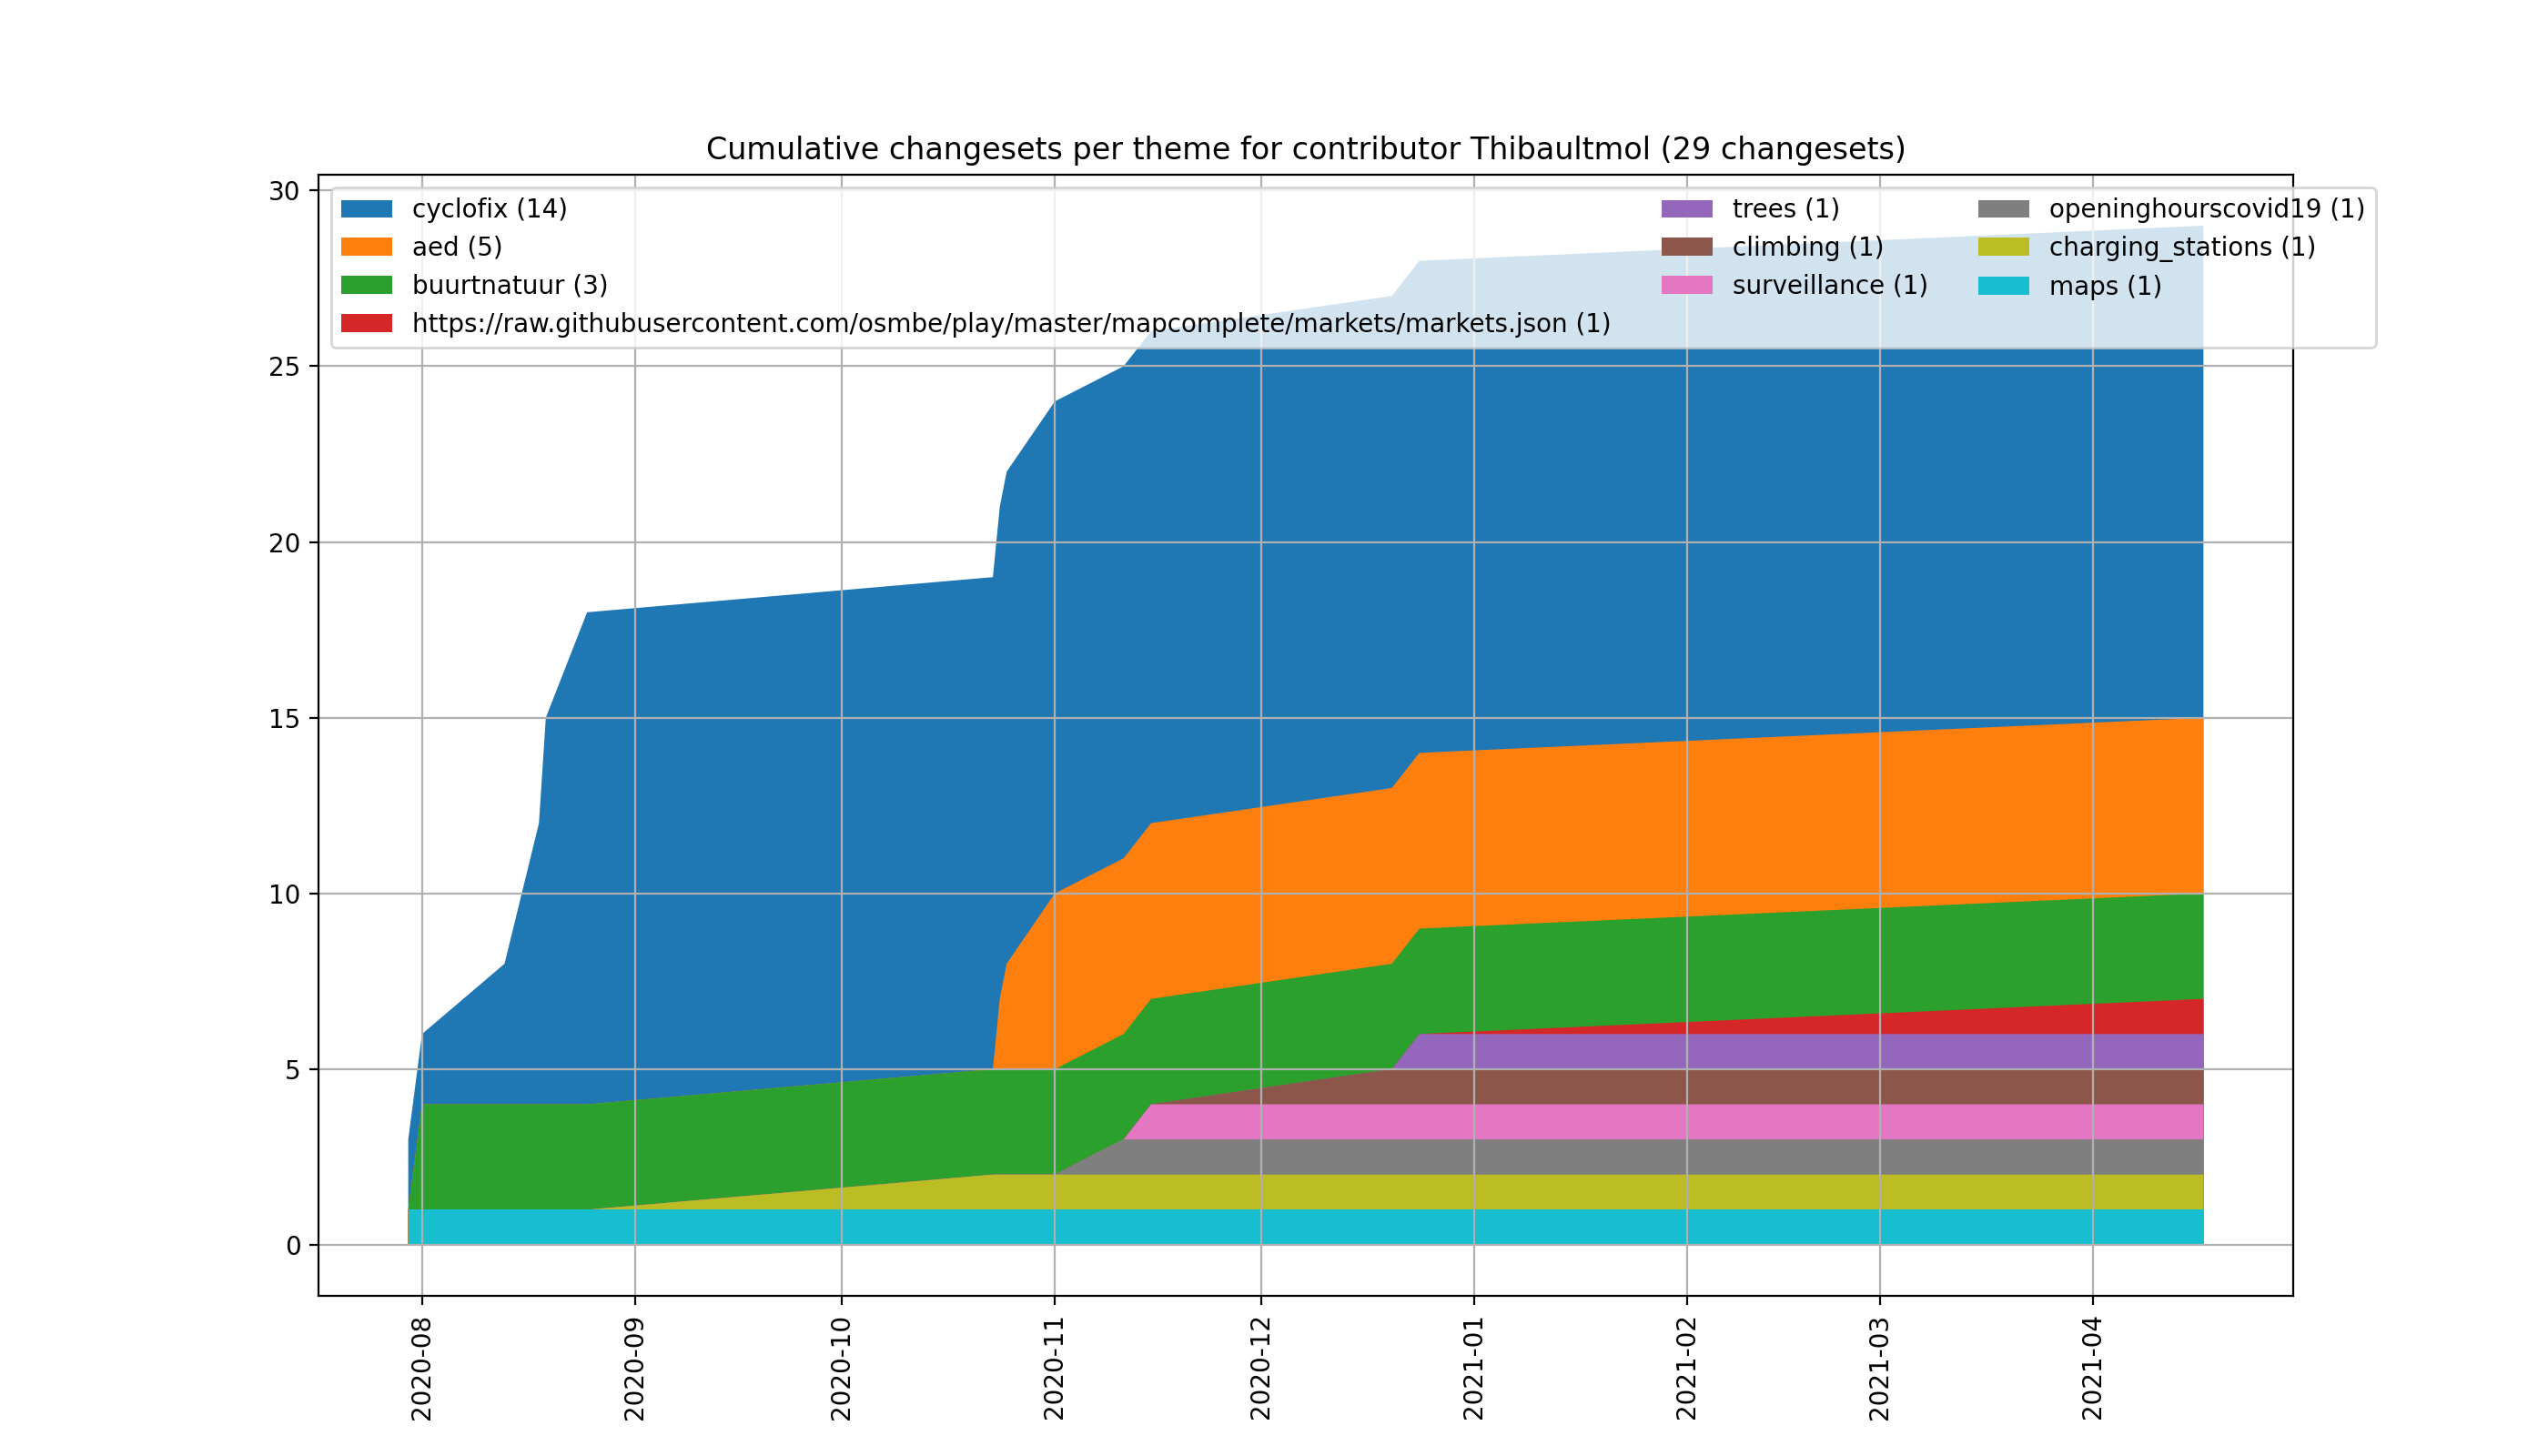 Cumulative changesets per theme for contributor Thibaultmol (29 changesets)
cyclofix (14)
aed (5)
buurtnatuur (3)
https://raw.githubusercontent.com/osmbe/play/master/mapcomplete/markets/markets.json (1)
trees (1)
climbing (1)
surveillance (1)
openinghourscovid19 (1)
charging_stations (1)
maps (1)
30
25
20
15
10
5
0
2020-08
2020-09
2020-10
2020-11
2020-12
2021-01
2021-02
2021-03
2021-04